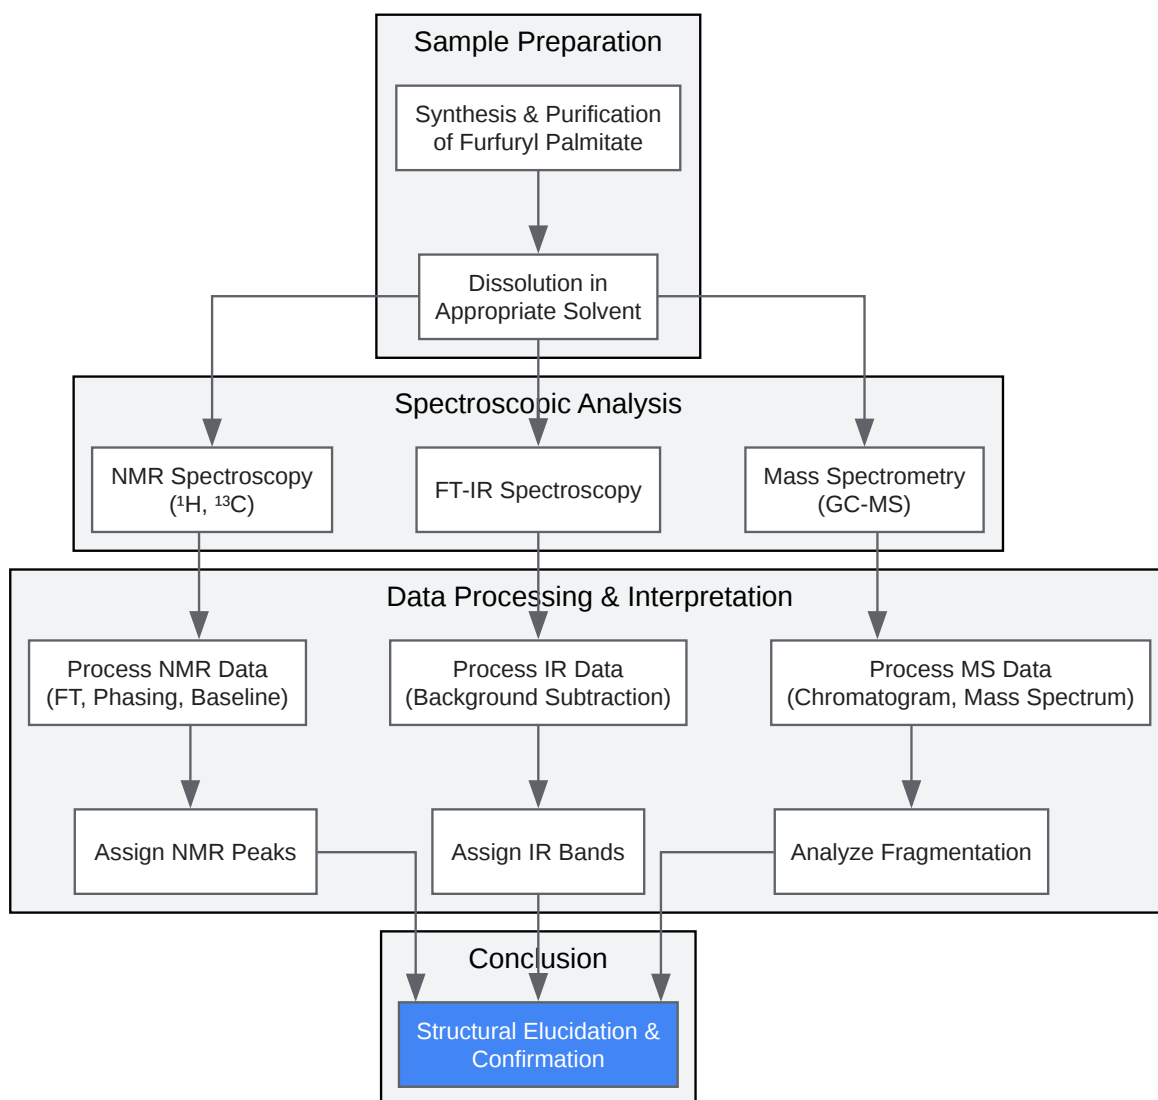 Sample Preparation
Synthesis & Purification
of Furfuryl Palmitate
Dissolution in
Appropriate Solvent
Spectroscopic Analysis
NMR Spectroscopy
(¹H, ¹³C)
FT-IR Spectroscopy
Mass Spectrometry
(GC-MS)
Data Processing & Interpretation
Process NMR Data
(FT, Phasing, Baseline)
Process IR Data
(Background Subtraction)
Process MS Data
(Chromatogram, Mass Spectrum)
Assign NMR Peaks
Assign IR Bands
Analyze Fragmentation
Conclusion
Structural Elucidation &
Confirmation